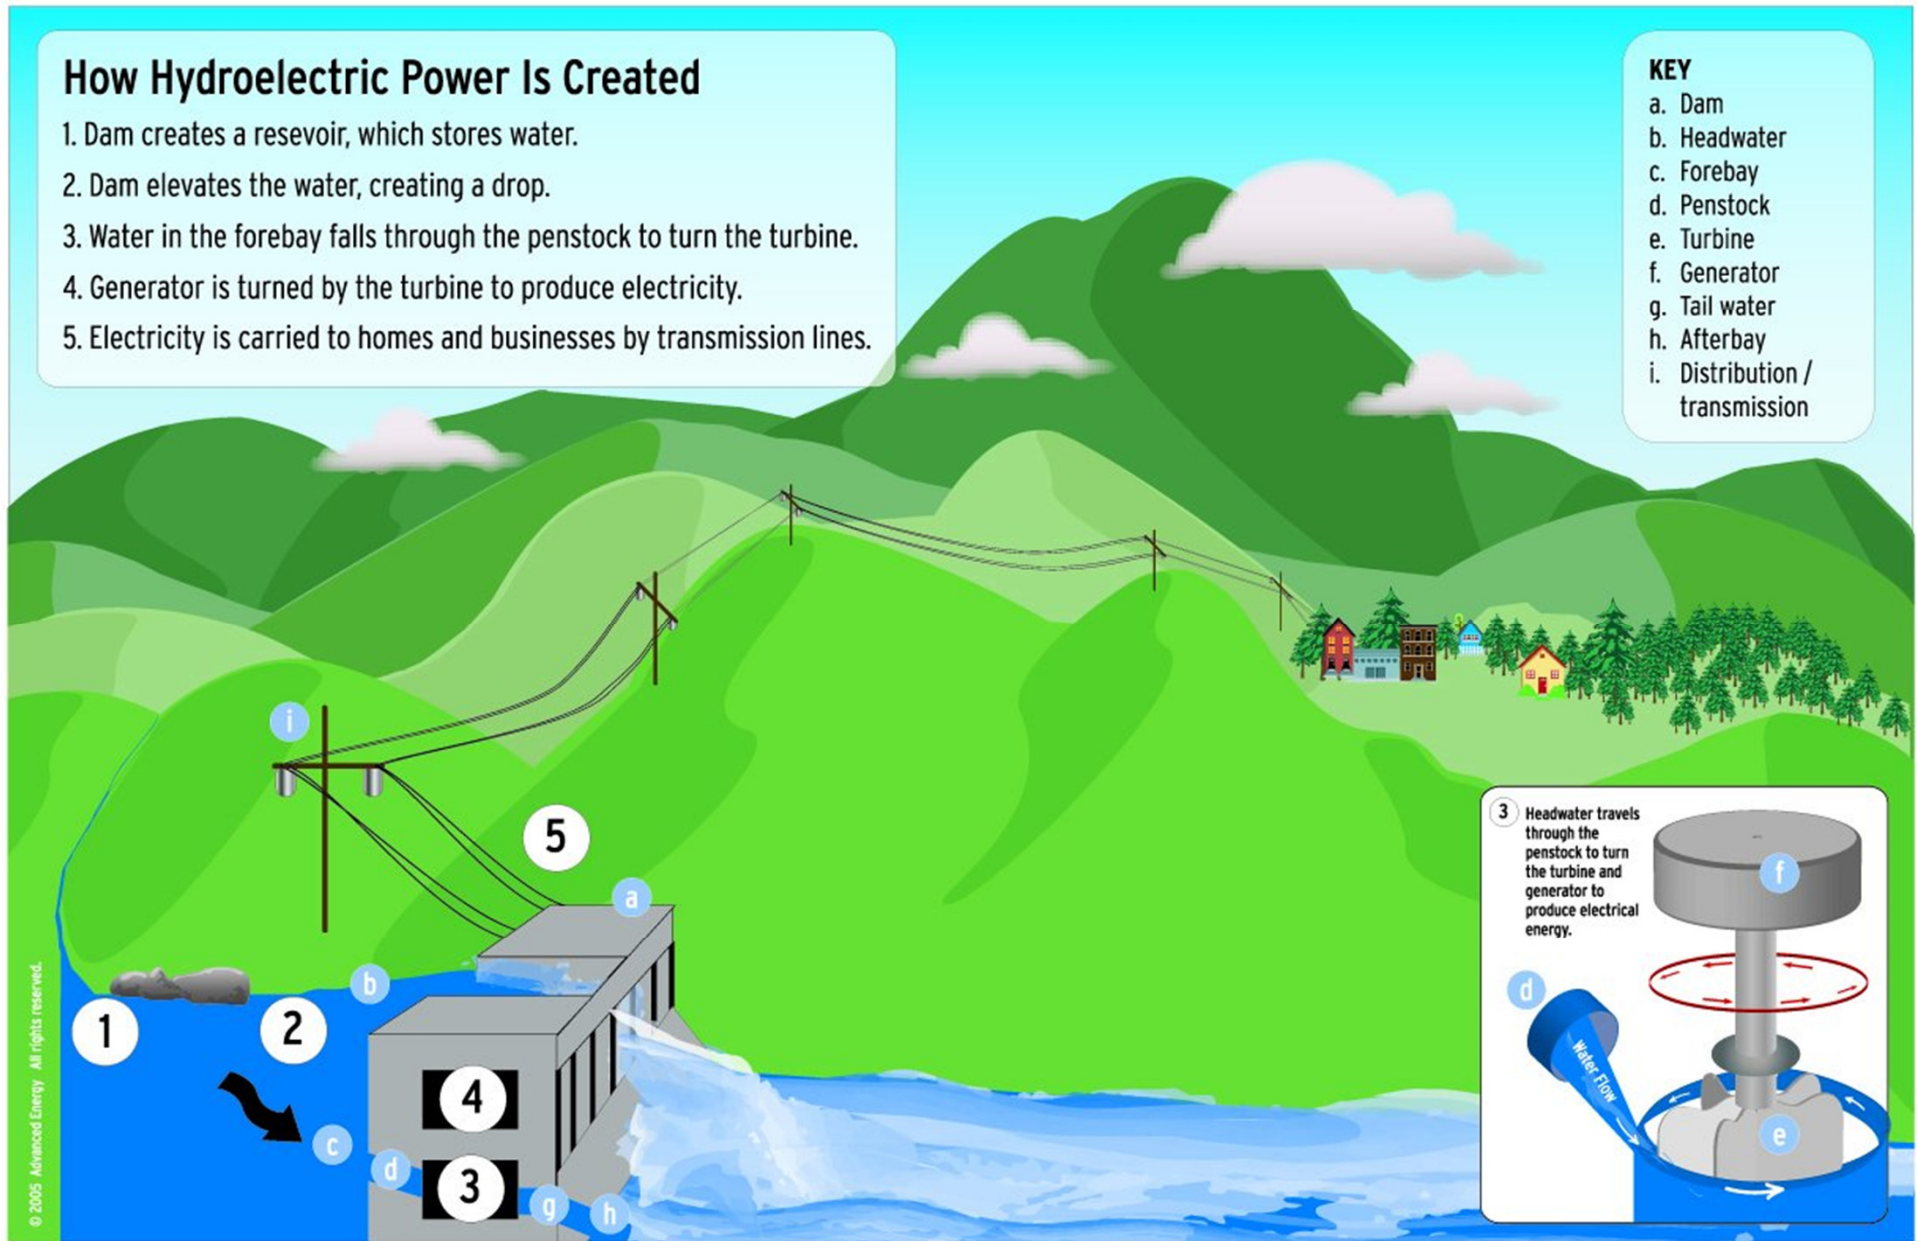 How Hydroelectric Power Is Created
1. Dam creates a resevoir, which stores water.
2. Dam elevates the water, creating a drop.
3. Water in the forebay falls through the penstock to turn the turbine.
4. Generator is turned by the turbine to produce electricity.
5. Electricity is carried to homes and businesses by transmission lines.
KEY
a. Dam
b. Headwater
c. Forebay
d. Penstock
e. Turbine
f. Generator
g. Tail water
h. Afterbay
i. Distribution /
transmission
i
5
a
b
1
2
4
c
d
3
g
h
3 Headwater travels
through the
penstock to turn
the turbine and
generator to
produce electrical
energy.
f
d
Water Flow
e
© 2005 Advanced Energy All rights reserved.